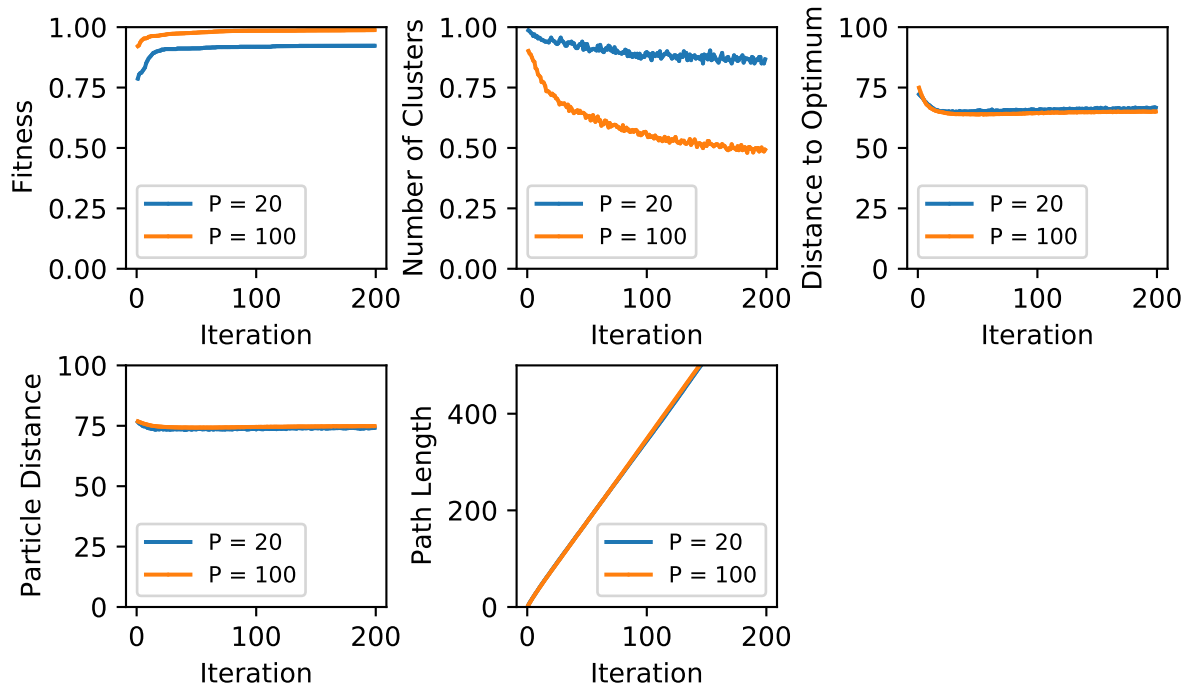 Fitness
1.00
0.75
0.50
0.25
0.00
P = 20
P = 100
0 100 200
Iteration
Number of Clusters
1.00
0.75
0.50
0.25
0.00
P = 20
P = 100
0 100 200
Iteration
Distance to Optimum
100
75
50
25
0
P = 20
P = 100
0 100 200
Iteration
Particle Distance
100
75
50
25
0
P = 20
P = 100
0 100 200
Iteration
Path Length
400
200
0
P = 20
P = 100
0 100 200
Iteration